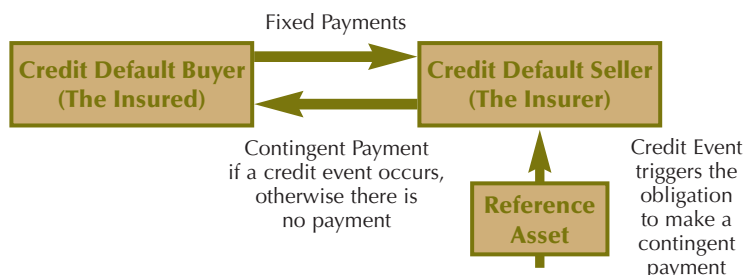 Fixed Payments
Credit Default Buyer
(The Insured)
Credit Default Seller
(The Insurer)
Contingent Payment
if a credit event occurs,
otherwise there is
no payment
Reference
Asset
Credit Event
triggers the
obligation
to make a
contingent
payment